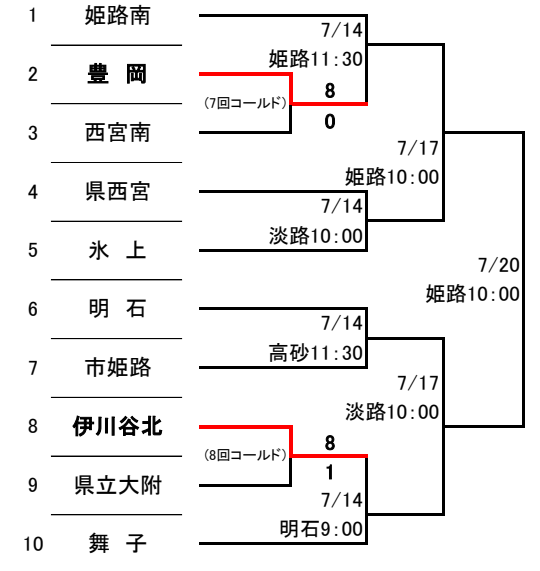 1 姫路南
7/14
姫路11:30
2 豊 岡
8
(7回コールド)
0
3 西宮南
7/17
姫路10:00
4 県西宮
7/14
淡路10:00
5 氷 上
7/20
姫路10:00
6 明 石
7/14
高砂11:30
7 市姫路
7/17
淡路10:00
8 伊川谷北
8
(8回コールド)
1
9 県立大附
7/14
明石9:00
10 舞 子